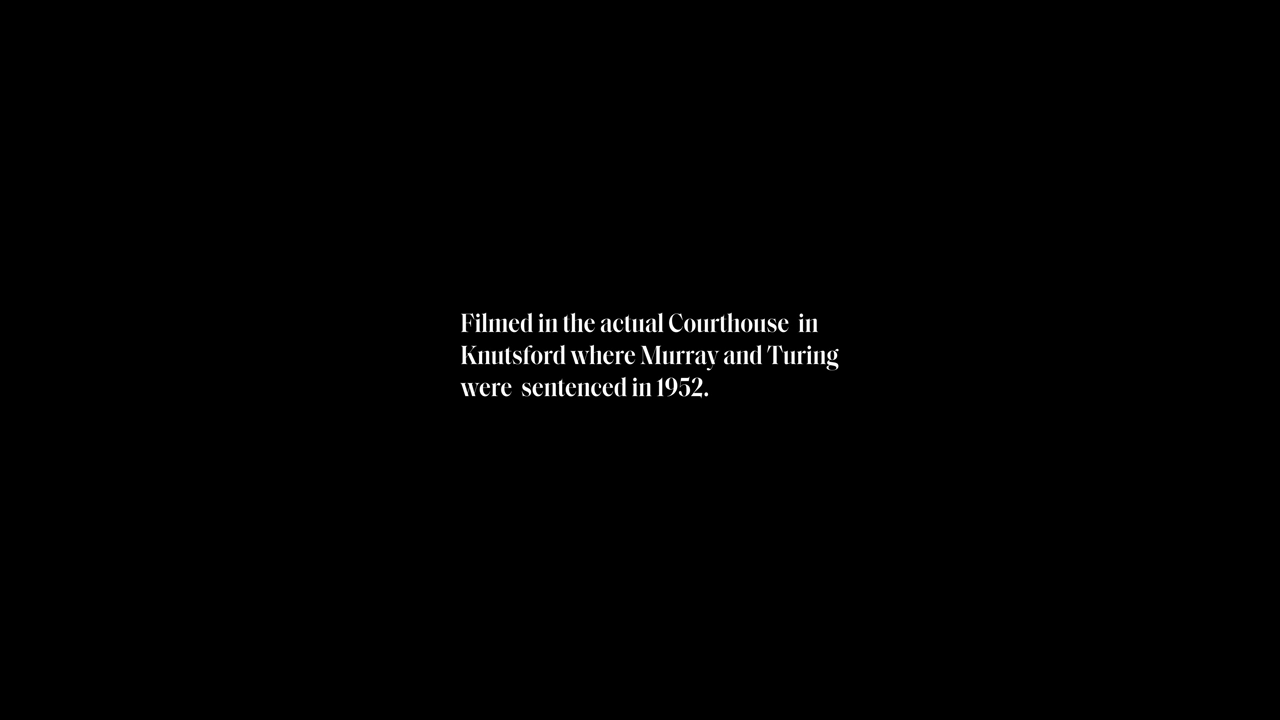 Filmed in the actual Courthouse  in
Knutsford where Murray and Turing
were  sentenced in 1952.